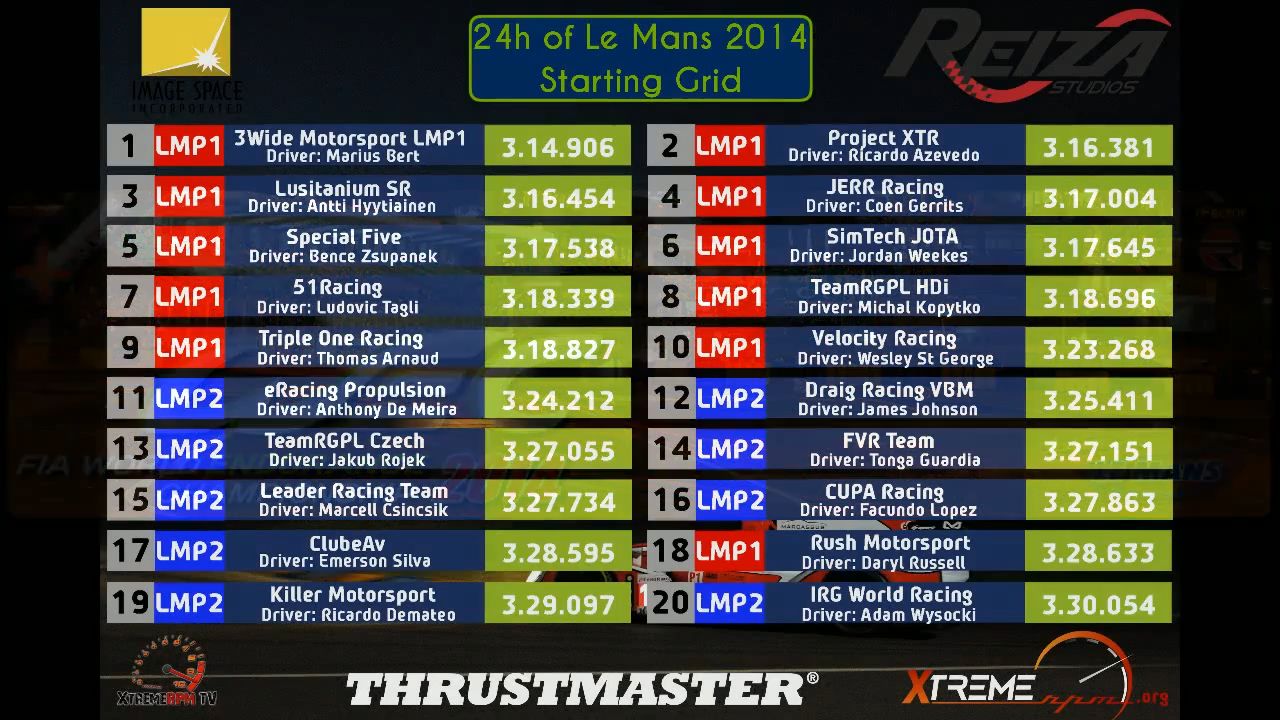 24h of Le Mans 2014
Starting Grid
IMAGE SPACE
INCORPORATED
REIZA
STUDIOS
1 LMP1 3Wide Motorsport LMP1 3.14.906
Driver: Marius Bert
2 LMP1 Project XTR 3.16.381
Driver: Ricardo Azevedo
3 LMP1 Lusitanium SR 3.16.454
Driver: Antti Hyytiainen
4 LMP1 JERR Racing 3.17.004
Driver: Coen Gerrits
5 LMP1 Special Five 3.17.538
Driver: Bence Zsupanek
6 LMP1 SimTech JOTA 3.17.645
Driver: Jordan Weekes
7 LMP1 51Racing 3.18.339
Driver: Ludovic Tagli
8 LMP1 TeamRGPL HDi 3.18.696
Driver: Michal Kopytko
9 LMP1 Triple One Racing 3.18.827
Driver: Thomas Arnaud
10 LMP1 Velocity Racing 3.23.268
Driver: Wesley St George
11 LMP2 eRacing Propulsion 3.24.212
Driver: Anthony De Meira
12 LMP2 Draig Racing VBM 3.25.411
Driver: James Johnson
13 LMP2 TeamRGPL Czech 3.27.055
Driver: Jakub Rojek
14 LMP2 FVR Team 3.27.151
Driver: Tonga Guardia
15 LMP2 Leader Racing Team 3.27.734
Driver: Marcell Csincsik
16 LMP2 CUPA Racing 3.27.863
Driver: Facundo Lopez
17 LMP2 ClubeAv 3.28.595
Driver: Emerson Silva
18 LMP1 Rush Motorsport 3.28.633
Driver: Daryl Russell
19 LMP2 Killer Motorsport 3.29.097
Driver: Ricardo Demateo
20 LMP2 IRG World Racing 3.30.054
Driver: Adam Wysocki
XTREMERPM TV
THRUSTMASTER®
XTREME rpm.org